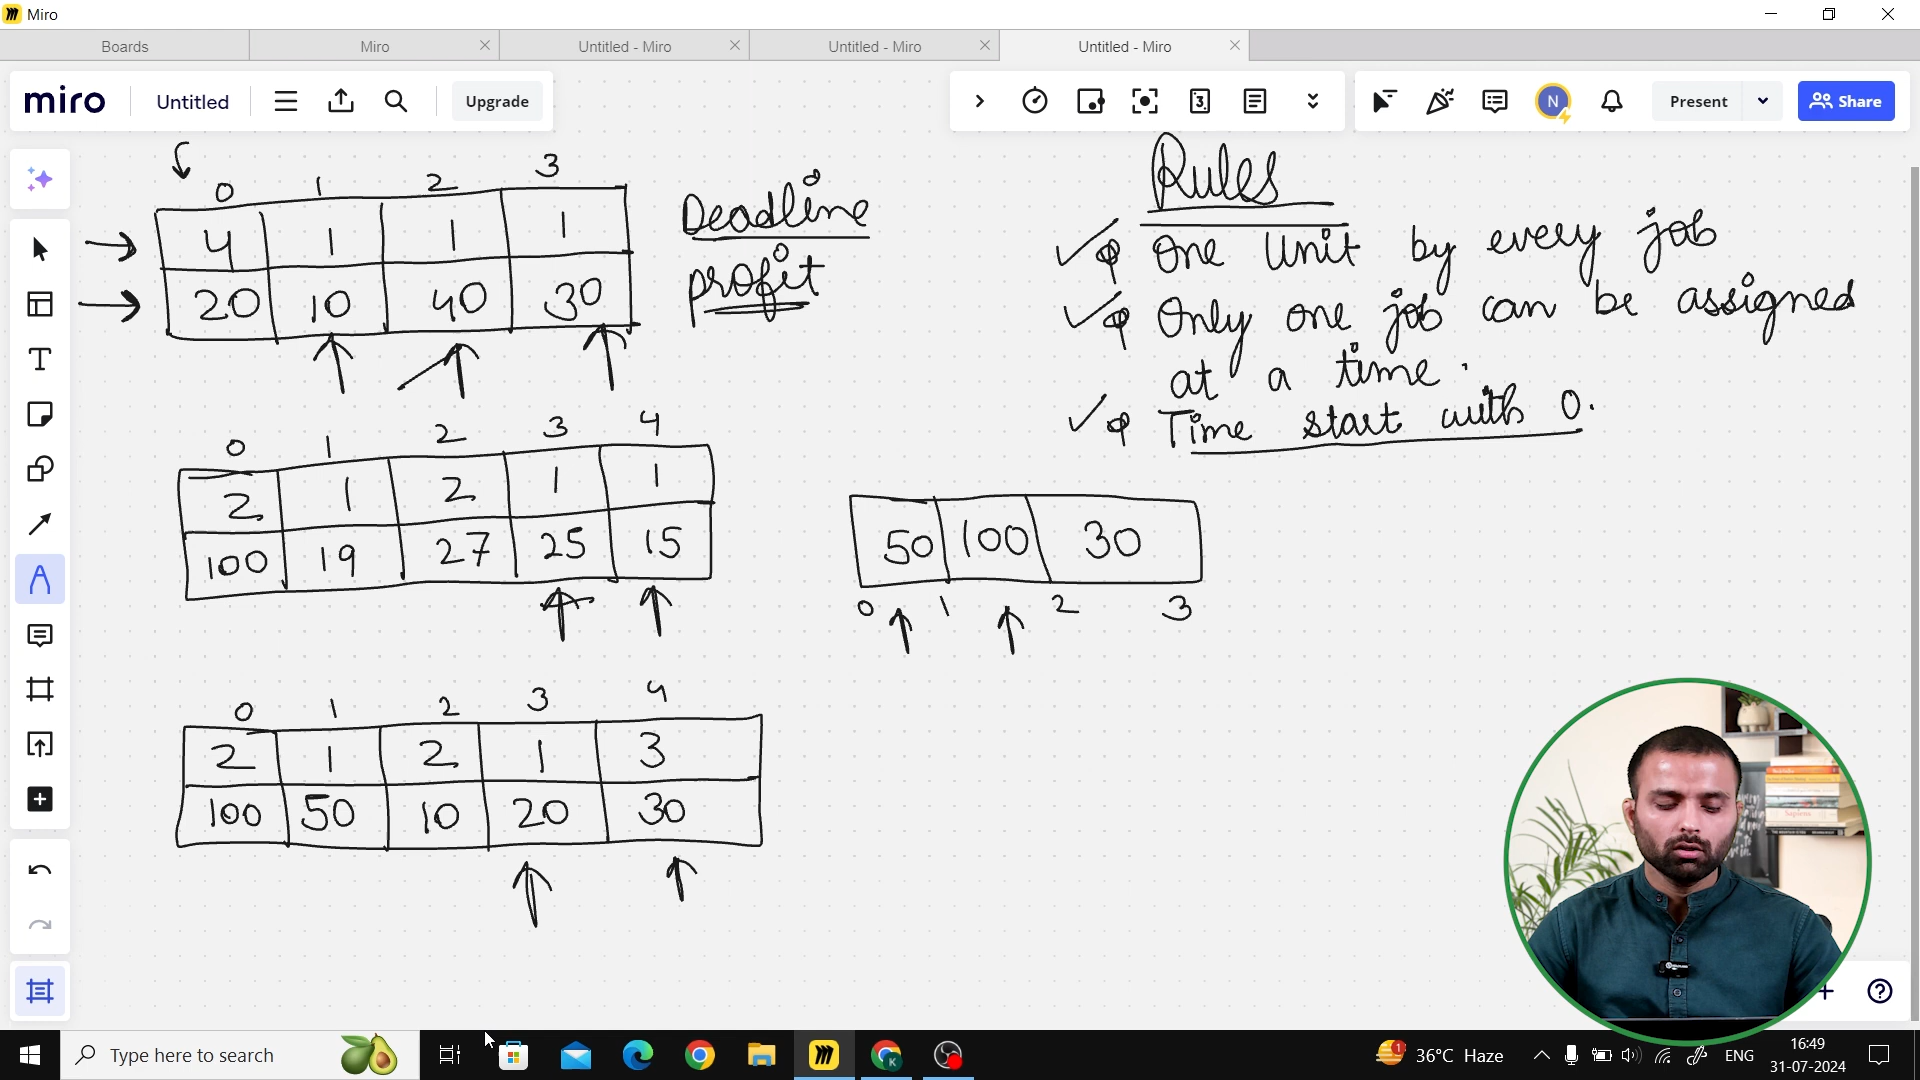 Miro
Boards Miro Untitled - Miro Untitled - Miro Untitled - Miro
miro Untitled Upgrade 3 N Present Share
Rules
One Unit by every job
Only one job can be assigned
at a time.
Time start with 0.
0 1 2 3
4 1 1 1
20 10 40 30
Deadline
profit
0 1 2 3 4
2 1 2 1 1
100 19 27 25 15
50 100 30
0 1 2 3
0 1 2 3 4
2 1 2 1 3
100 50 10 20 30
Type here to search
K
1 36°C Haze ENG 16:49
31-07-2024